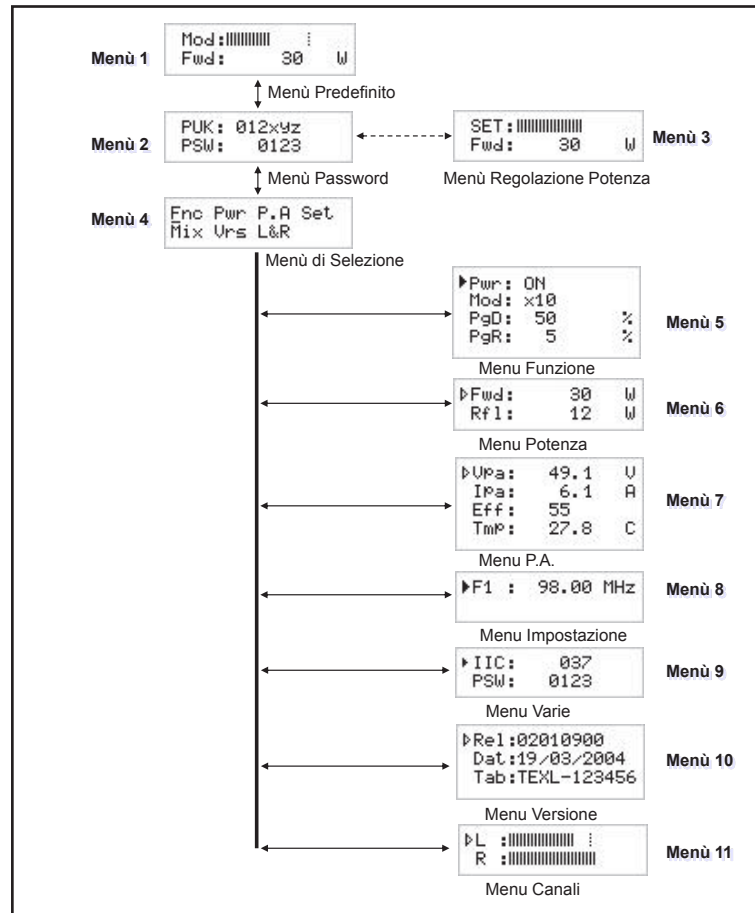 Menù 1
Mod:
Fwd: 30 W
Menù Predefinito
Menù 2
PUK: 012xyz
PSW: 0123
SET:
Fwd: 30 W
Menù 3
Menù Password
Menù Regolazione Potenza
Menù 4
Fnc Pwr P.A Set
Mix Vrs L&R
Menù di Selezione
Pwr: ON
Mod: x10
PgD: 50 %
PgR: 5 %
Menù 5
Menu Funzione
Fwd: 30 W
Rfl: 12 W
Menù 6
Menu Potenza
Vpa: 49.1 V
Ipa: 6.1 A
Eff: 55
Tmp: 27.8 C
Menù 7
Menu P.A.
F1 : 98.00 MHz
Menù 8
Menu Impostazione
IIC: 037
PSW: 0123
Menù 9
Menu Varie
Rel:02010900
Dat:19/03/2004
Tab:TEXL-123456
Menù 10
Menu Versione
L :
R :
Menù 11
Menu Canali